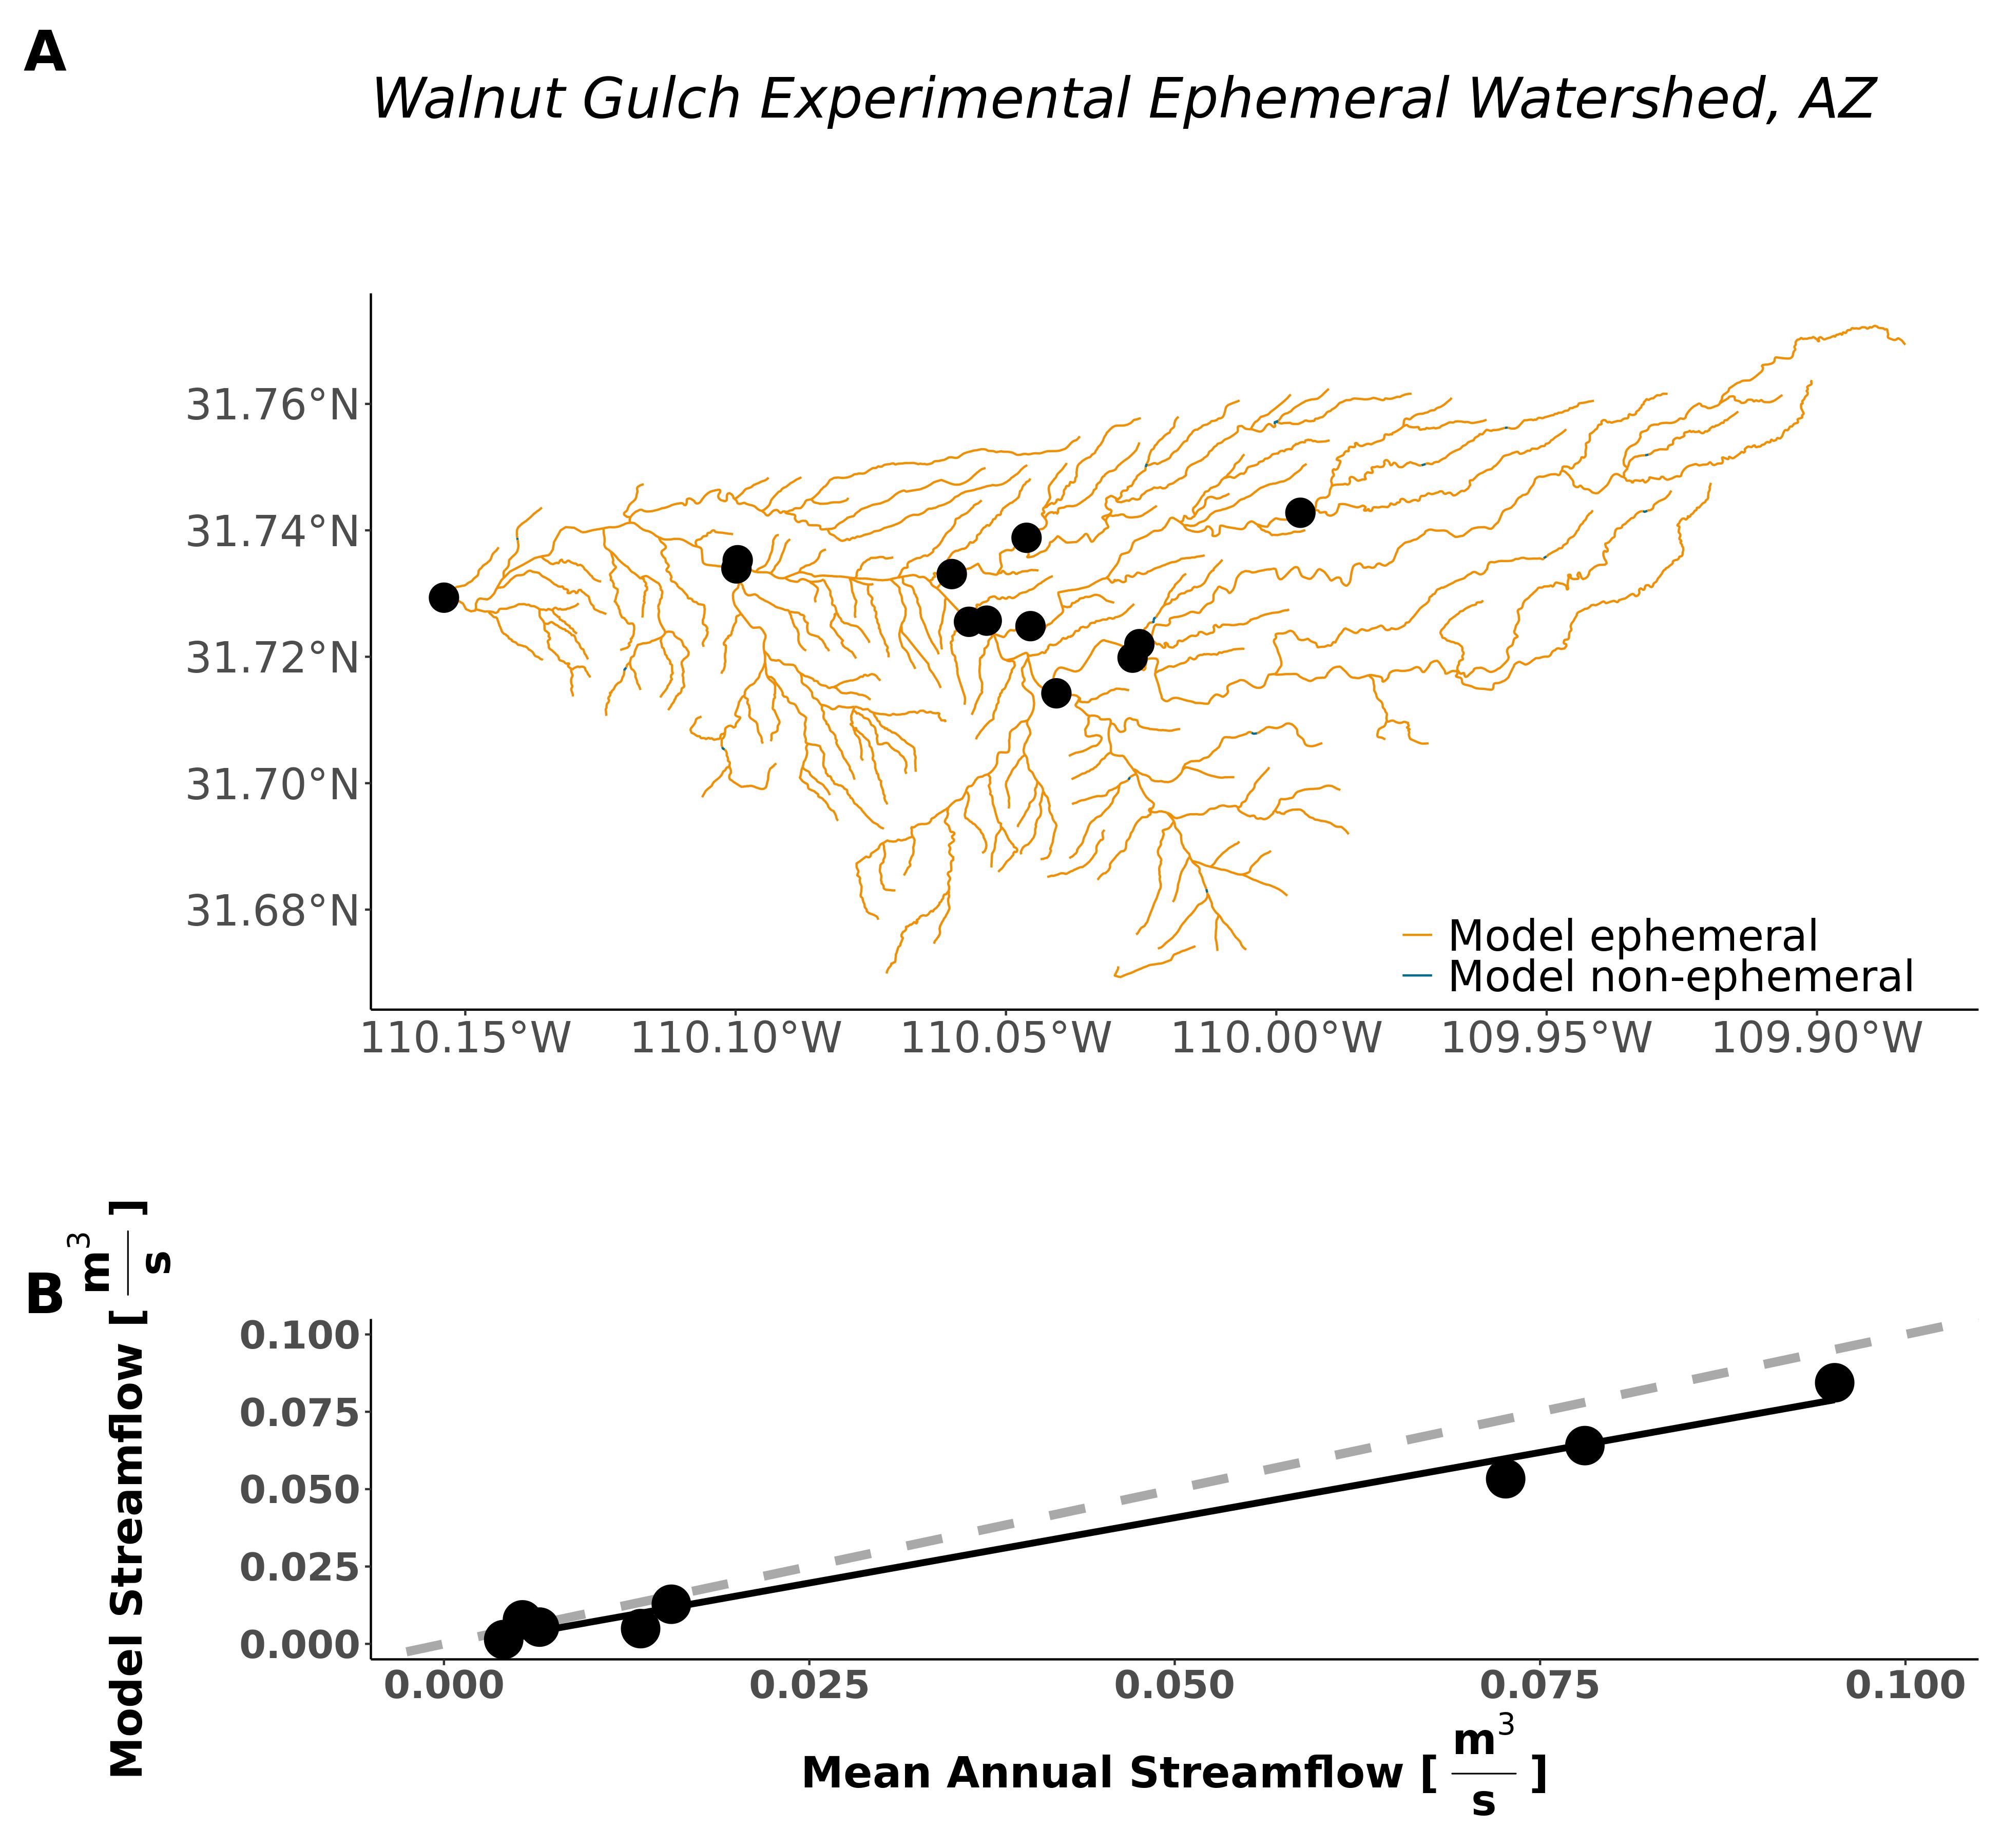 A
Walnut Gulch Experimental Ephemeral Watershed, AZ
31.76°N
31.74°N
31.72°N
31.70°N
31.68°N
Model ephemeral
Model non-ephemeral
110.15°W 110.10°W 110.05°W 110.00°W 109.95°W 109.90°W
B
Model Streamflow [ m³/s ]
0.100
0.075
0.050
0.025
0.000
0.000 0.025 0.050 0.075 0.100
Mean Annual Streamflow [ m³/s ]